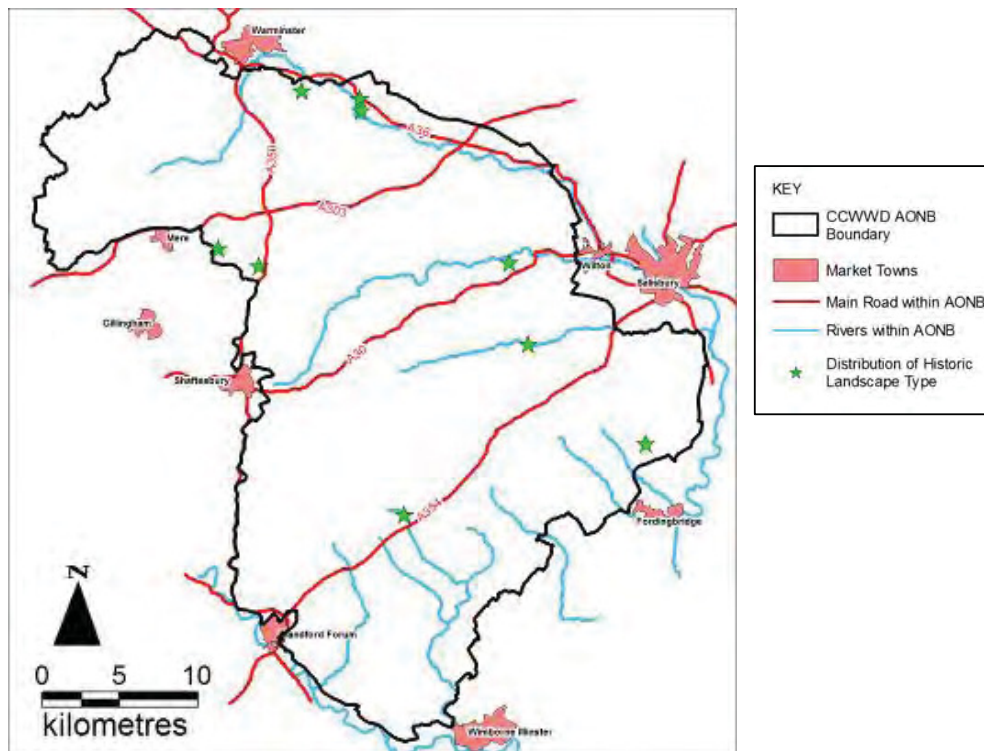 Warminster
A36
A350
A303
Mere
Wilton
Salisbury
Gillingham
A30
Shaftesbury
A354
Fordingbridge
N
Blandford Forum
0 5 10
kilometres
Wimborne Minster
KEY
CCWWD AONB
Boundary
Market Towns
Main Road within AONB
Rivers within AONB
Distribution of Historic
Landscape Type